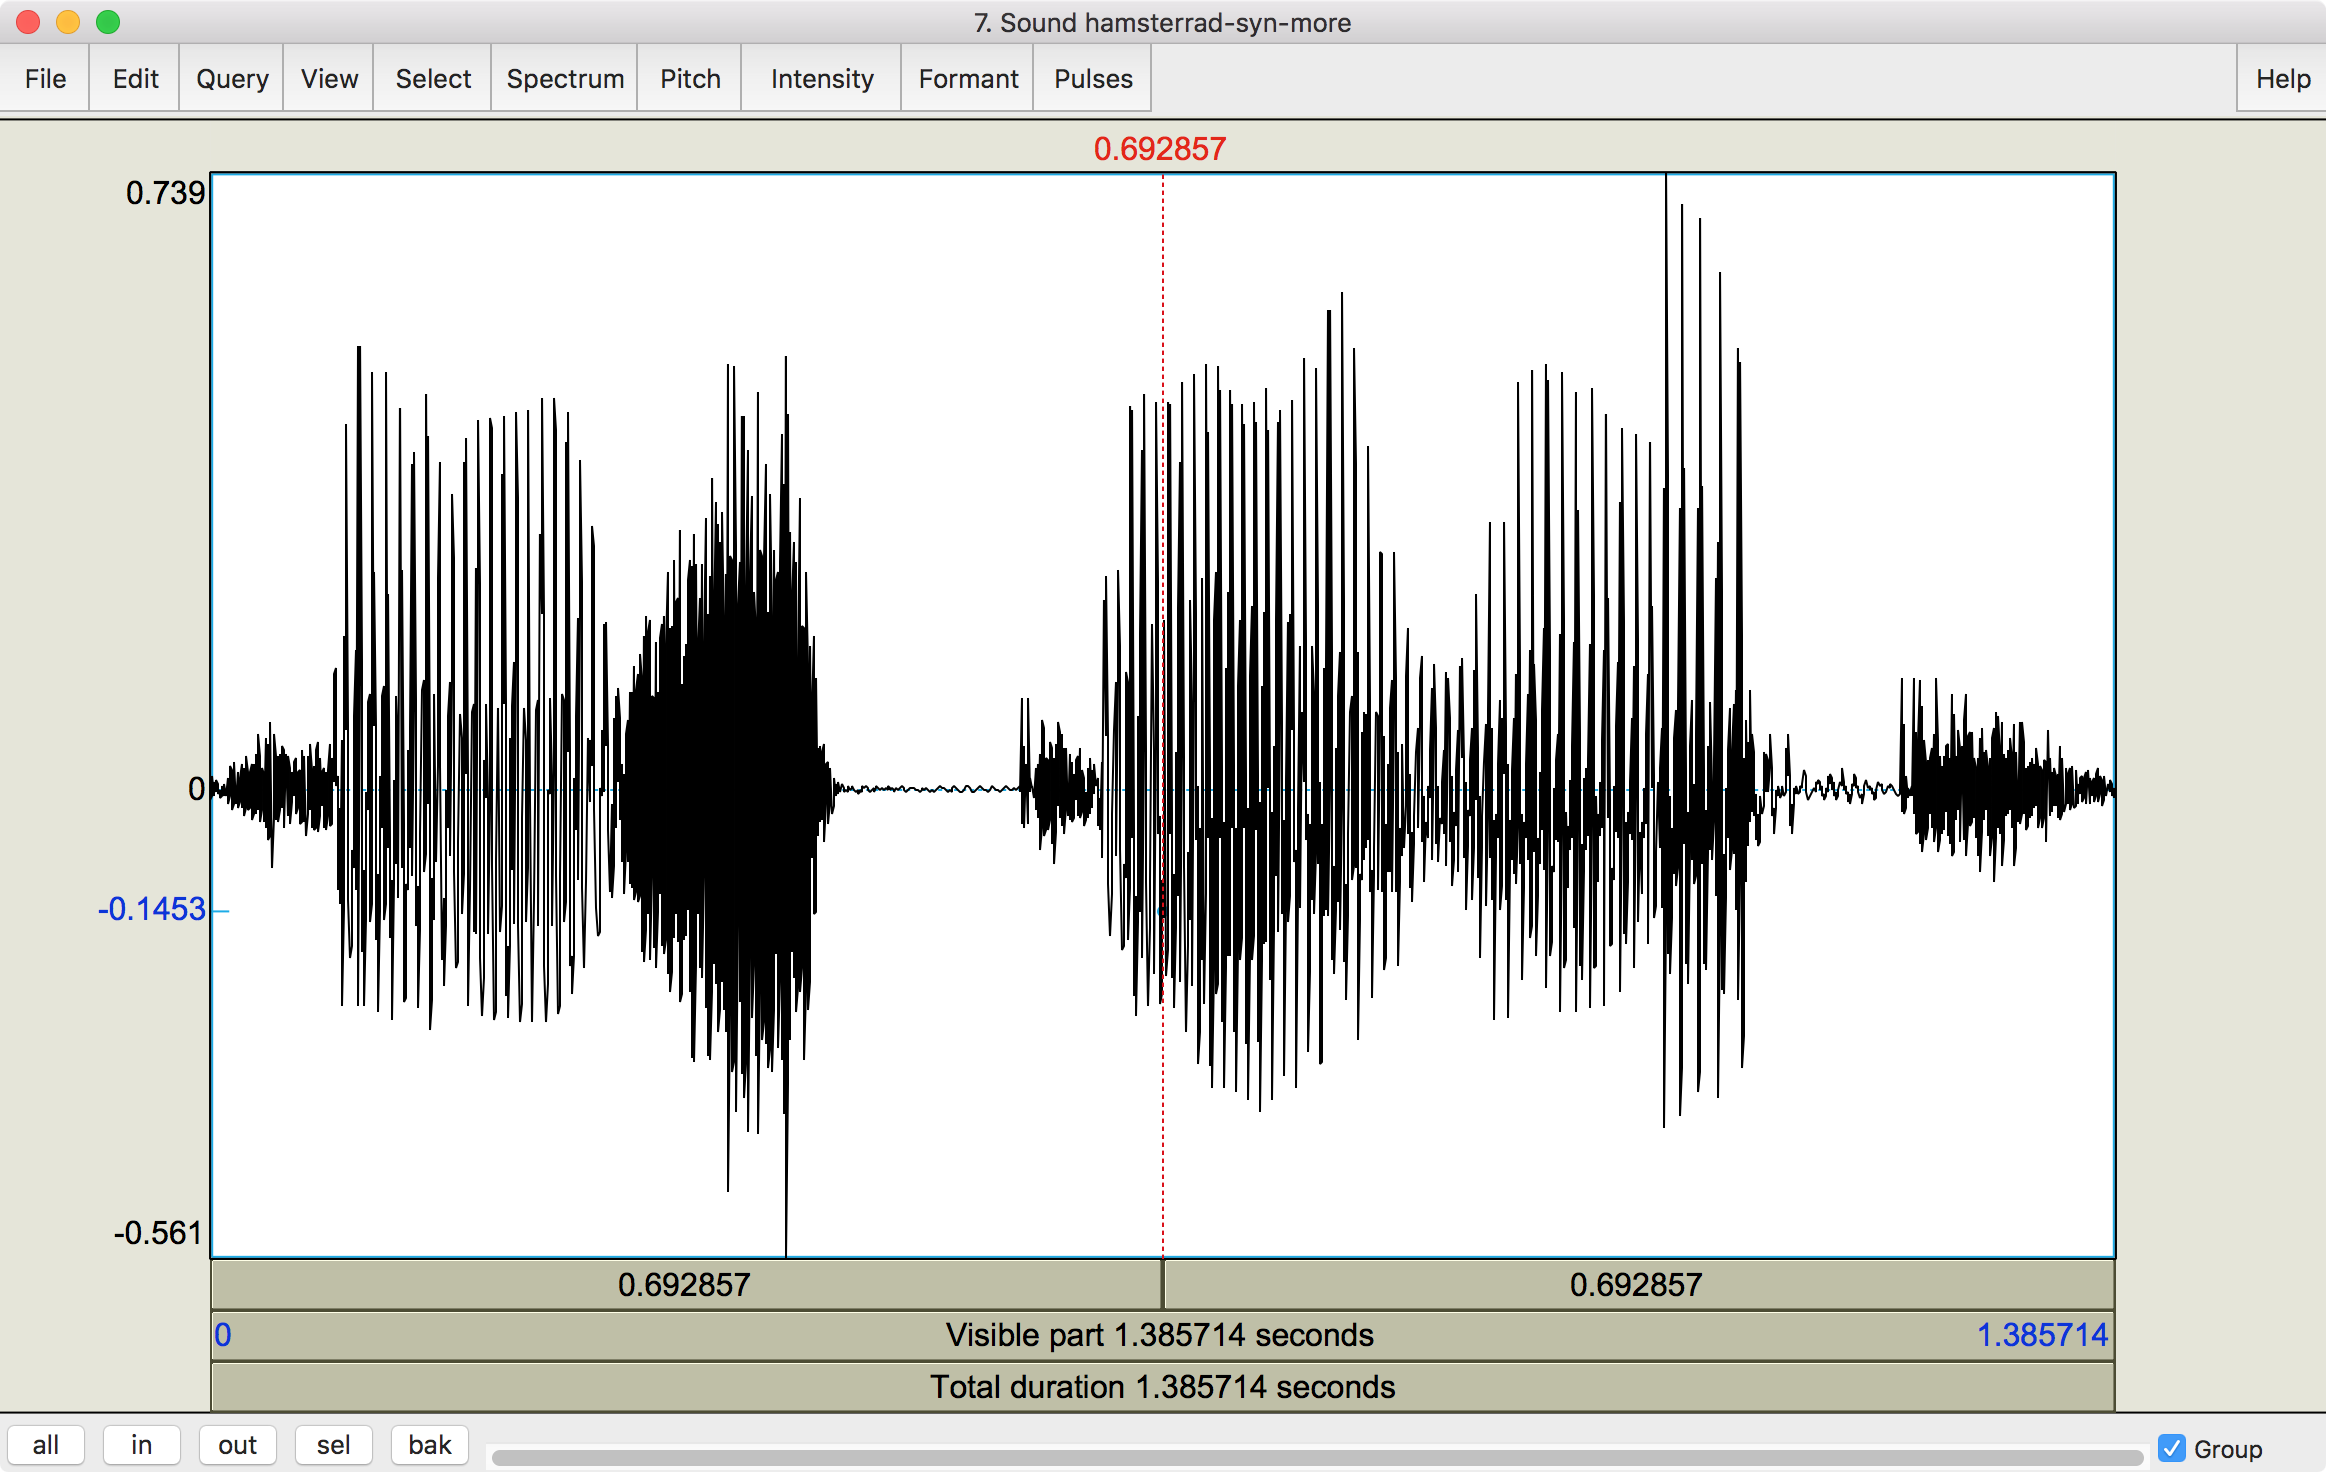 7. Sound hamsterrad-syn-more
File Edit Query View Select Spectrum Pitch Intensity Formant Pulses Help
0.692857
0.739
0
-0.1453
-0.561
0.692857 0.692857
0 Visible part 1.385714 seconds 1.385714
Total duration 1.385714 seconds
all in out sel bak Group